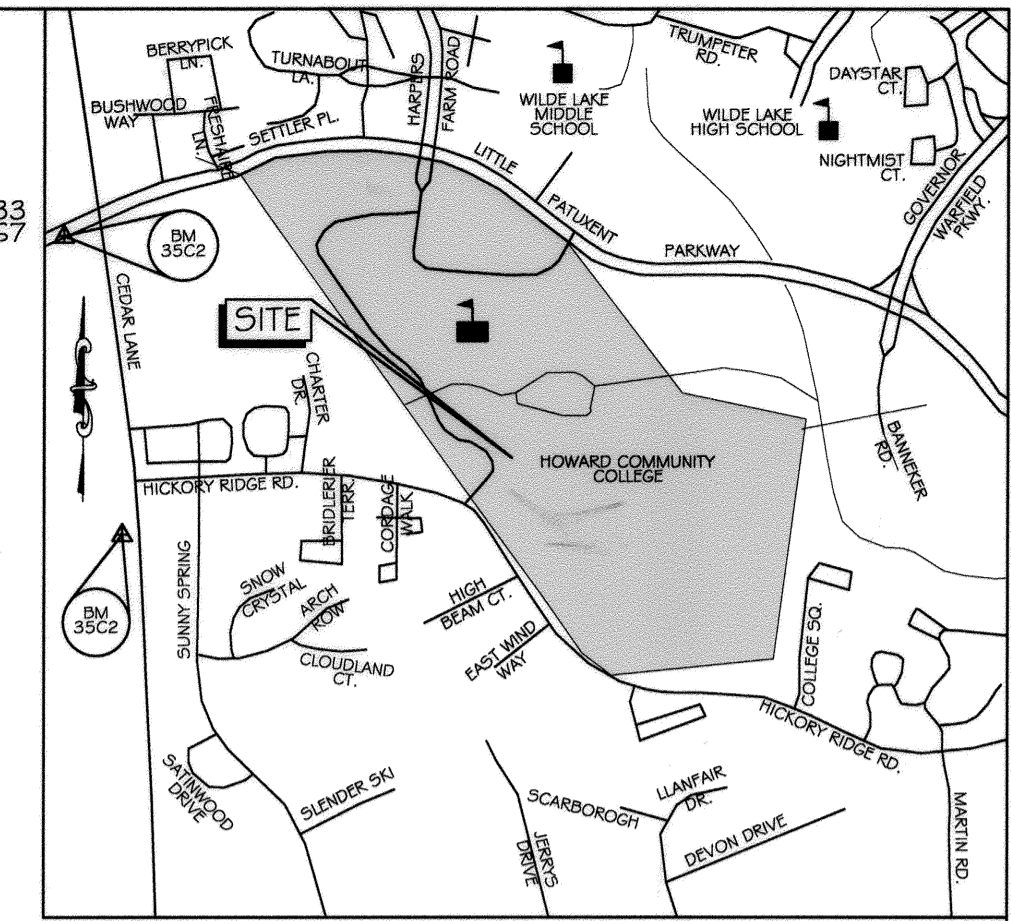 BERRYPICK
LN.
TURNABOUT
LA.
BUSHWOOD
WAY
FRESHAIRE
LN.
SETTLER PL.
HARPERS
FARM ROAD
WILDE LAKE
MIDDLE
SCHOOL
TRUMPETER
RD.
WILDE LAKE
HIGH SCHOOL
DAYSTAR
CT.
NIGHTMIST
CT.
GOVERNOR
WARFIELD
PKWY.
LITTLE
PATUXENT
PARKWAY
33
67
BM
35C2
CEDAR LANE
SITE
CHARTER
DR.
HOWARD COMMUNITY
COLLEGE
BANNEKER
RD.
HICKORY RIDGE RD.
BRIDLERIER
TERR.
CORDAGE
WALK
BM
35C2
SUNNY SPRING
SNOW
CRYSTAL
ARCH
ROW
CLOUDLAND
CT.
HIGH
BEAM CT.
EAST WIND
WAY
COLLEGE SQ.
HICKORY RIDGE RD.
SATINWOOD
DRIVE
SLENDER SKI
JERRYS
DRIVE
SCARBOROGH
LLANFAIR
DR.
DEVON DRIVE
MARTIN RD.